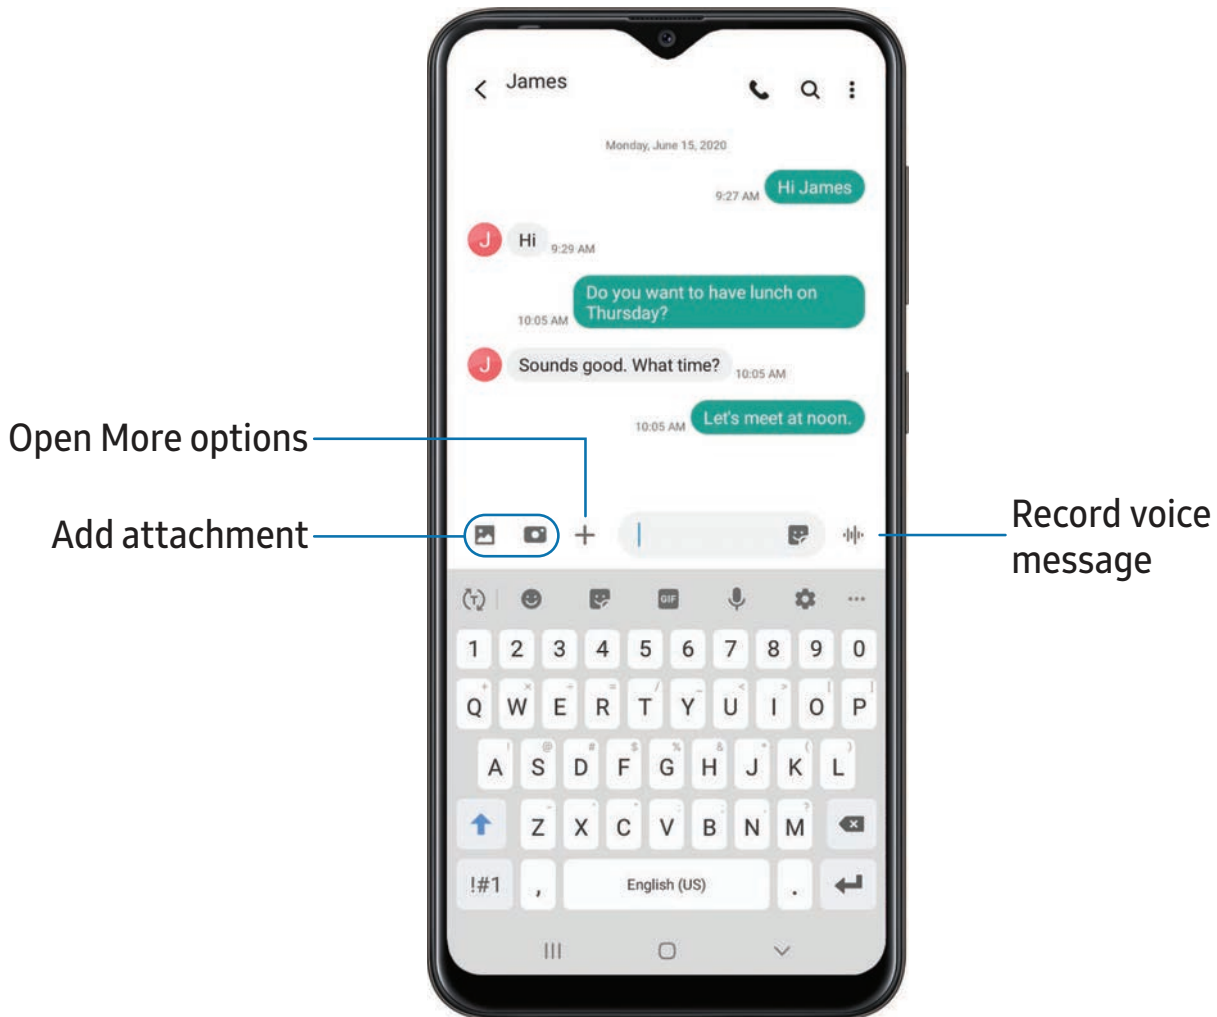 James
Monday, June 15, 2020
9:27 AM Hi James
J Hi 9:29 AM
Do you want to have lunch on
10:05 AM Thursday?
J Sounds good. What time? 10:05 AM
10:05 AM Let's meet at noon.
Open More options
Add attachment
Record voice
message
T GIF
1 2 3 4 5 6 7 8 9 0
Q W E R T Y U I O P
A S D F G H J K L
Z X C V B N M
!#1 , English (US) .